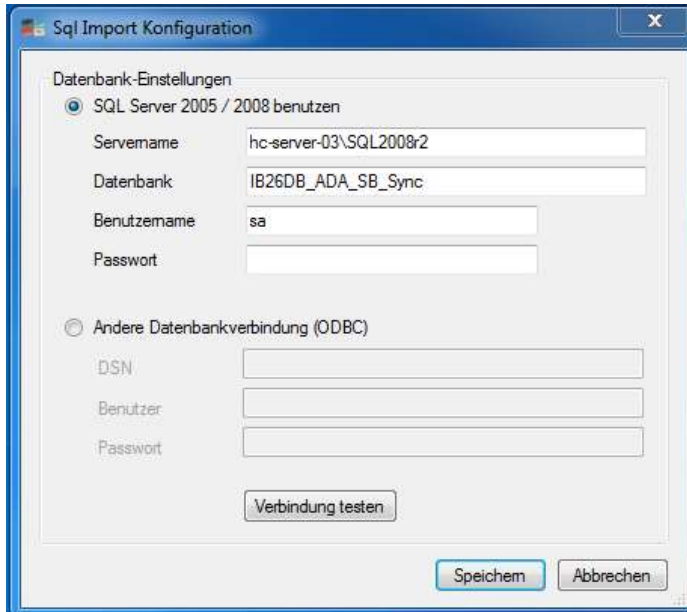 Sql Import Konfiguration
x
Datenbank-Einstellungen
SQL Server 2005 / 2008 benutzen
Servername hc-server-03\SQL2008r2
Datenbank IB26DB_ADA_SB_Sync
Benutzername sa
Passwort
Andere Datenbankverbindung (ODBC)
DSN
Benutzer
Passwort
Verbindung testen
Speichern Abbrechen